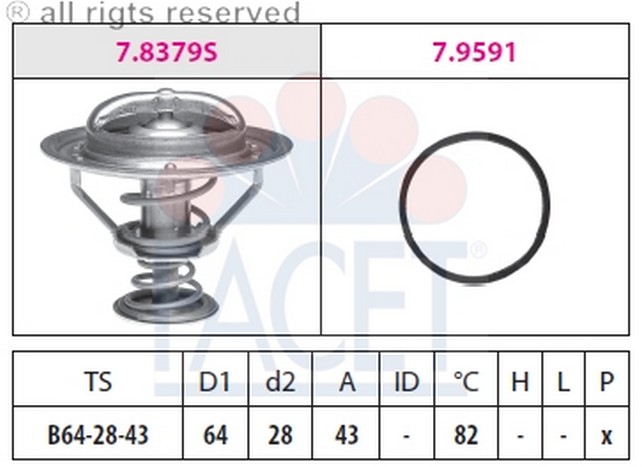 ® all rigts reserved
7.8379S 7.9591
FACET®
TS D1 d2 A ID °C H L P
B64-28-43 64 28 43 - 82 - - x